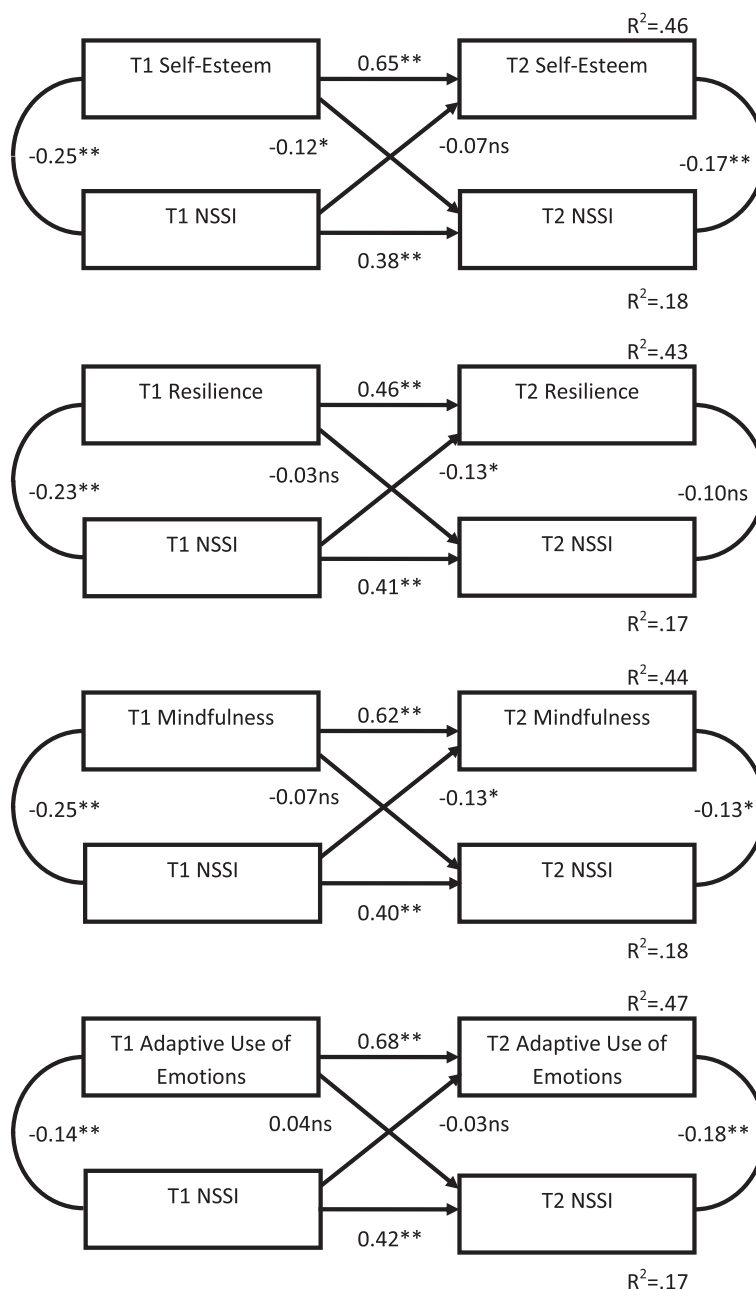 R²=.46
T1 Self-Esteem
0.65**
T2 Self-Esteem
-0.12*
-0.07ns
-0.25**
-0.17**
T1 NSSI
T2 NSSI
0.38**
R²=.18
R²=.43
T1 Resilience
0.46**
T2 Resilience
-0.03ns
-0.13*
-0.23**
-0.10ns
T1 NSSI
T2 NSSI
0.41**
R²=.17
R²=.44
T1 Mindfulness
0.62**
T2 Mindfulness
-0.07ns
-0.13*
-0.25**
-0.13*
T1 NSSI
T2 NSSI
0.40**
R²=.18
R²=.47
T1 Adaptive Use of
Emotions
0.68**
T2 Adaptive Use of
Emotions
0.04ns
-0.03ns
-0.14**
-0.18**
T1 NSSI
T2 NSSI
0.42**
R²=.17